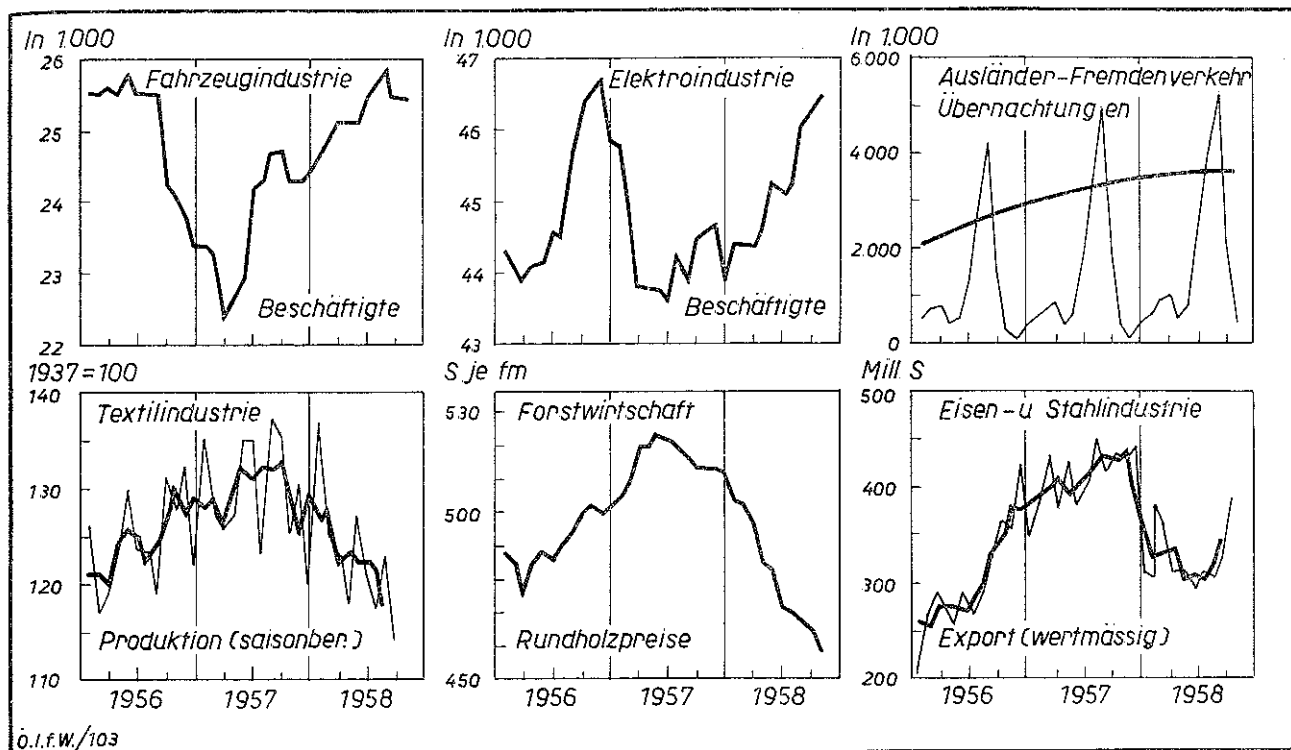 In 1.000
26
25
24
23
22
Fahrzeugindustrie
Beschäftigte
In 1.000
47
46
45
44
43
Elektroindustrie
Beschäftigte
In 1.000
6.000
4.000
2.000
0
Ausländer-Fremdenverkehr
Übernachtungen
1937=100
140
130
120
110
Textilindustrie
Produktion (saisonber.)
1956 1957 1958
S je fm
530
500
450
Forstwirtschaft
Rundholzpreise
1956 1957 1958
Mill. S
500
400
300
200
Eisen- u Stahlindustrie
Export (wertmässig)
1956 1957 1958
Ö.I.f.W./103